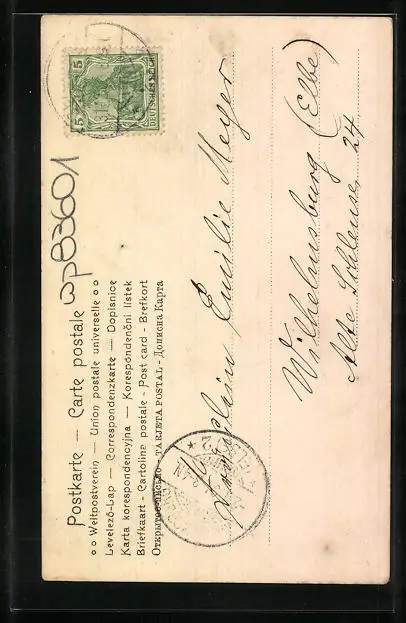 Postkarte — Carte postale
Weltpostverein — Union postale universelle
Levelező-Lap — Correspondenzkarte — Dopisnice
Karta korespondencyjna — Korespondenční lístek
Briefkaart - Cartoline postale - Post card - Brefkort
Открытое письмо — TARJETA POSTAL - Дописна Карта
wp83601
5 5
DEUTSCHES REICH
Fräulein Emilie Meyer
Wilhelmsburg (Elbe)
Alte Schleuse 24